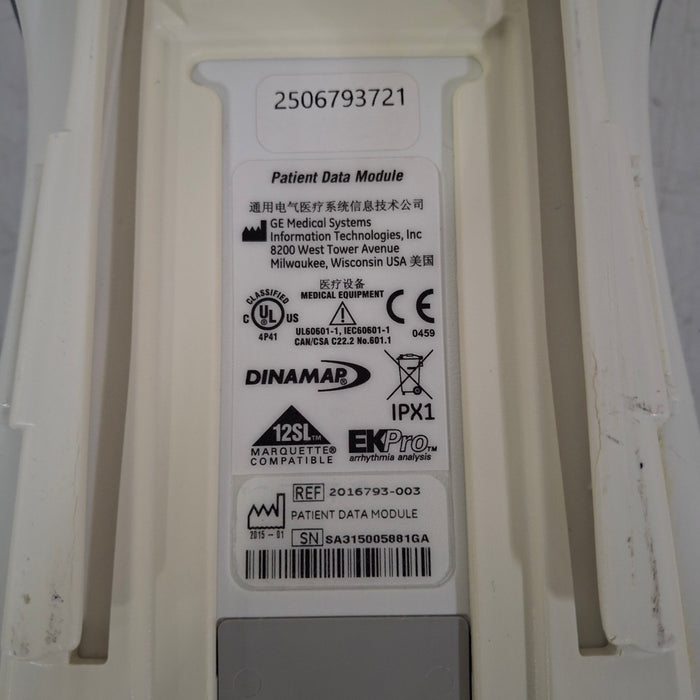 2506793721
Patient Data Module
通用电气医疗系统信息技术公司
GE Medical Systems
Information Technologies, Inc
8200 West Tower Avenue
Milwaukee, Wisconsin USA 美国
医疗设备
MEDICAL EQUIPMENT
CLASSIFIED
C UL US
4P41
UL60601-1, IEC60601-1
CAN/CSA C22.2 No.601.1
CE
0459
DINAMAP®
IPX1
12SL™
MARQUETTE®
COMPATIBLE
EKPro™
arrhythmia analysis
REF 2016793-003
PATIENT DATA MODULE
2015-01
SN SA315005881GA